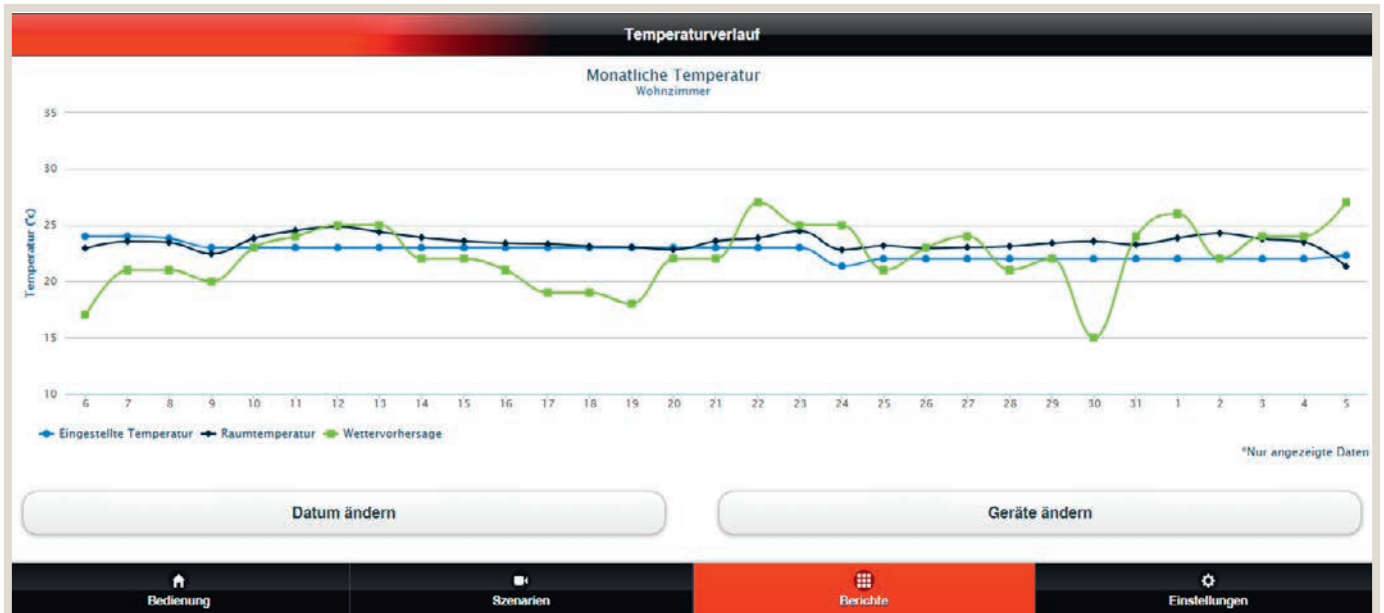 Temperaturverlauf
Monatliche Temperatur
Wohnzimmer
Temperatur (°c)
35
30
25
20
15
10
6 7 8 9 10 11 12 13 14 15 16 17 18 19 20 21 22 23 24 25 26 27 28 29 30 31 1 2 3 4 5
Eingestellte Temperatur Raumtemperatur Wettervorhersage
*Nur angezeigte Daten
Datum ändern Geräte ändern
Bedienung Szenarien Berichte Einstellungen